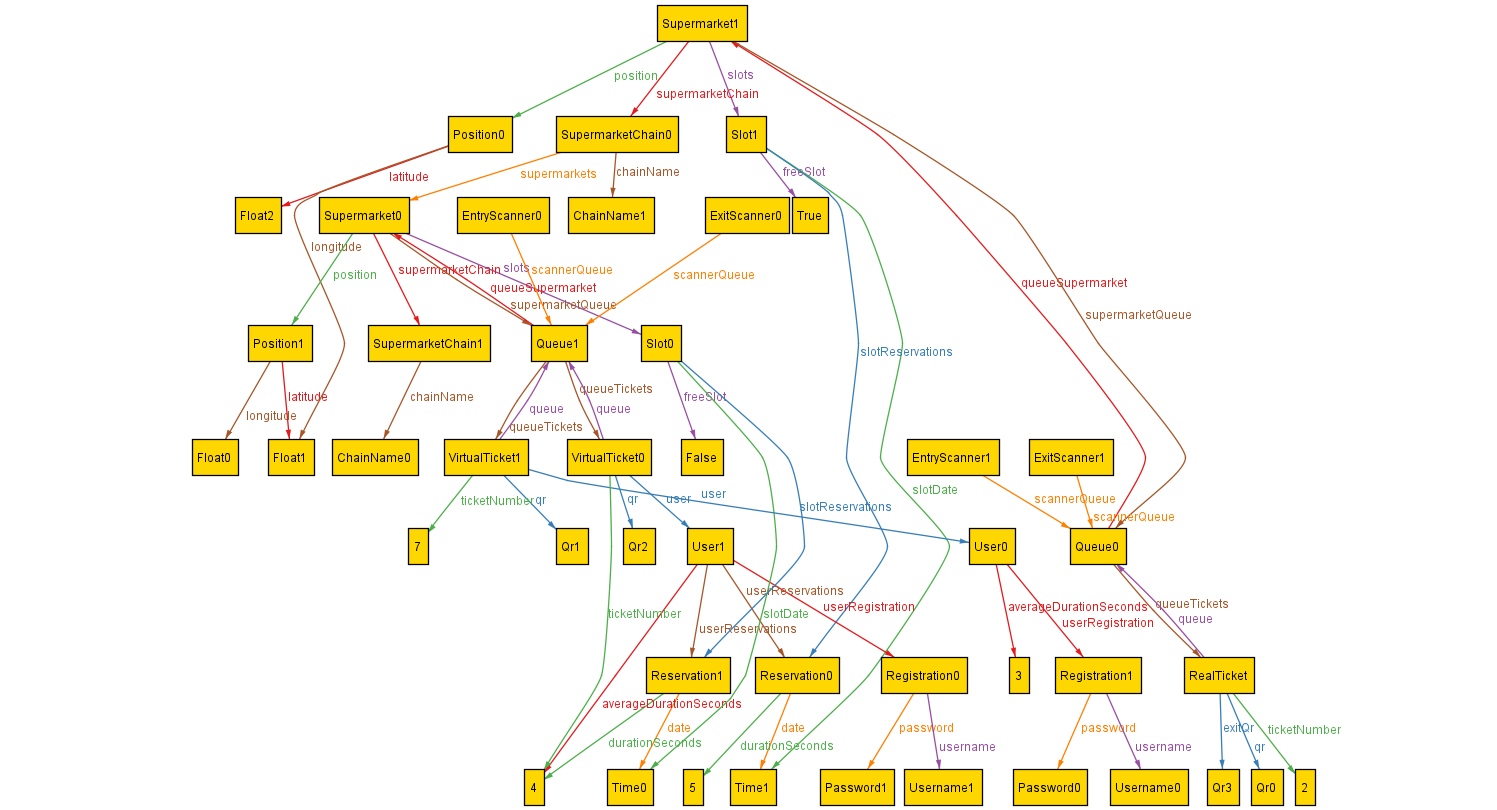 Supermarket1
position
slots
supermarketChain
Position0
SupermarketChain0
Slot1
latitude
supermarkets
chainName
freeSlot
Float2
Supermarket0
EntryScanner0
ChainName1
ExitScanner0
True
longitude
position
supermarketChain
slots
scannerQueue
scannerQueue
queueSupermarket
queueSupermarket
supermarketQueue
supermarketQueue
Position1
SupermarketChain1
Queue1
Slot0
slotReservations
latitude
chainName
queueTickets
freeSlot
longitude
queue
queue
queueTickets
Float0
Float1
ChainName0
VirtualTicket1
VirtualTicket0
False
EntryScanner1
ExitScanner1
ticketNumber
qr
qr
user
user
slotReservations
slotDate
scannerQueue
scannerQueue
7
Qr1
Qr2
User1
User0
Queue0
userReservations
ticketNumber
userReservations
userRegistration
slotDate
averageDurationSeconds
userRegistration
queueTickets
queue
Reservation1
Reservation0
Registration0
3
Registration1
RealTicket
averageDurationSeconds
date
durationSeconds
date
durationSeconds
password
username
password
username
exitQr
qr
ticketNumber
4
Time0
5
Time1
Password1
Username1
Password0
Username0
Qr3
Qr0
2